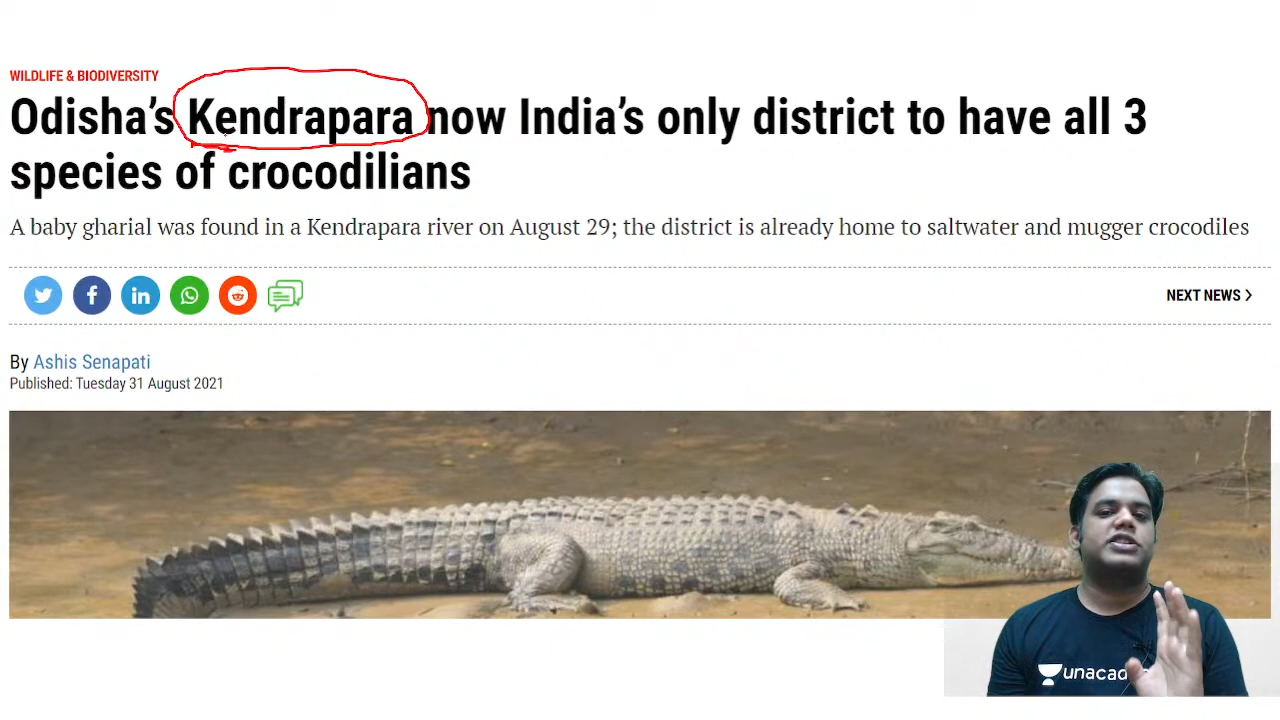 WILDLIFE & BIODIVERSITY
Odisha’s Kendrapara now India’s only district to have all 3
species of crocodilians
A baby gharial was found in a Kendrapara river on August 29; the district is already home to saltwater and mugger crocodiles
NEXT NEWS
By Ashis Senapati
Published: Tuesday 31 August 2021